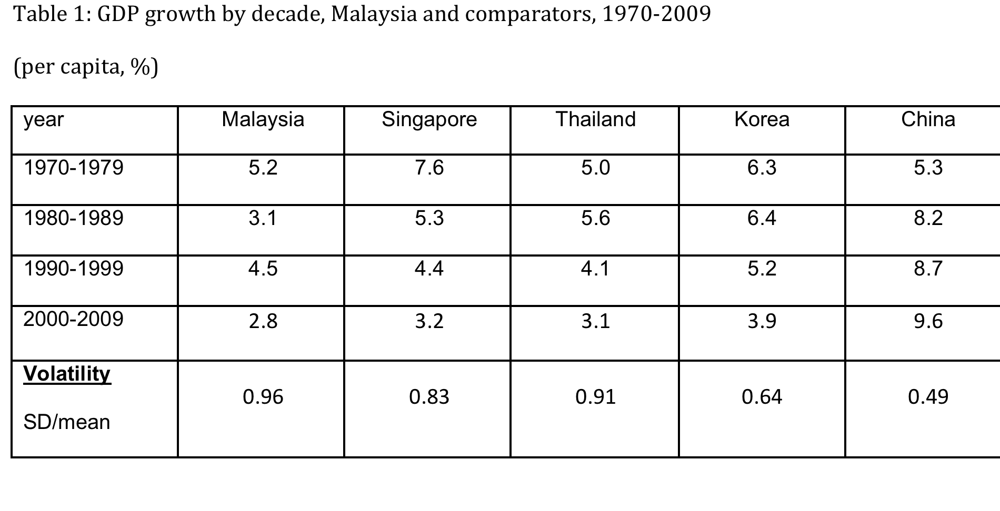 Table 1: GDP growth by decade, Malaysia and comparators, 1970-2009
(per capita, %)
year Malaysia Singapore Thailand Korea China
1970-1979 5.2 7.6 5.0 6.3 5.3
1980-1989 3.1 5.3 5.6 6.4 8.2
1990-1999 4.5 4.4 4.1 5.2 8.7
2000-2009 2.8 3.2 3.1 3.9 9.6
Volatility
0.96 0.83 0.91 0.64 0.49
SD/mean